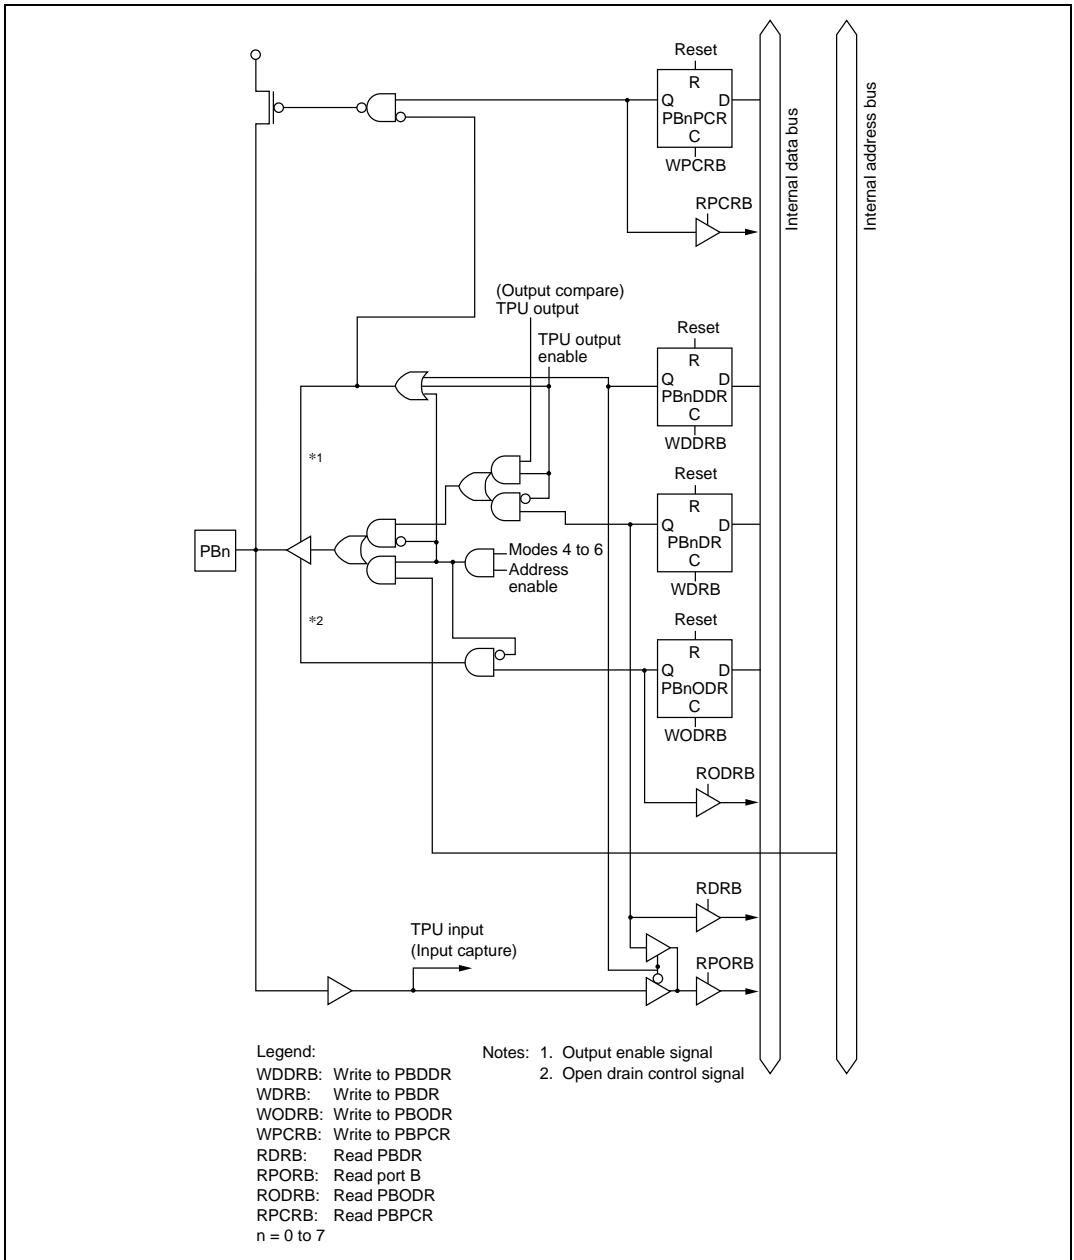 Reset
R
Q D
PBnPCR
C
WPCRB
Internal data bus
Internal address bus
RPCRB
(Output compare)
TPU output
TPU output
enable
Reset
R
Q D
PBnDDR
C
WDDRB
*1
Reset
R
Q D
PBnDR
C
WDRB
PBn
Modes 4 to 6
Address
enable
*2
Reset
R
Q D
PBnODR
C
WODRB
RODRB
RDRB
TPU input
(Input capture)
RPORB
Legend:
WDDRB: Write to PBDDR
WDRB: Write to PBDR
WODRB: Write to PBODR
WPCRB: Write to PBPCR
RDRB: Read PBDR
RPORB: Read port B
RODRB: Read PBODR
RPCRB: Read PBPCR
n = 0 to 7
Notes: 1. Output enable signal
2. Open drain control signal